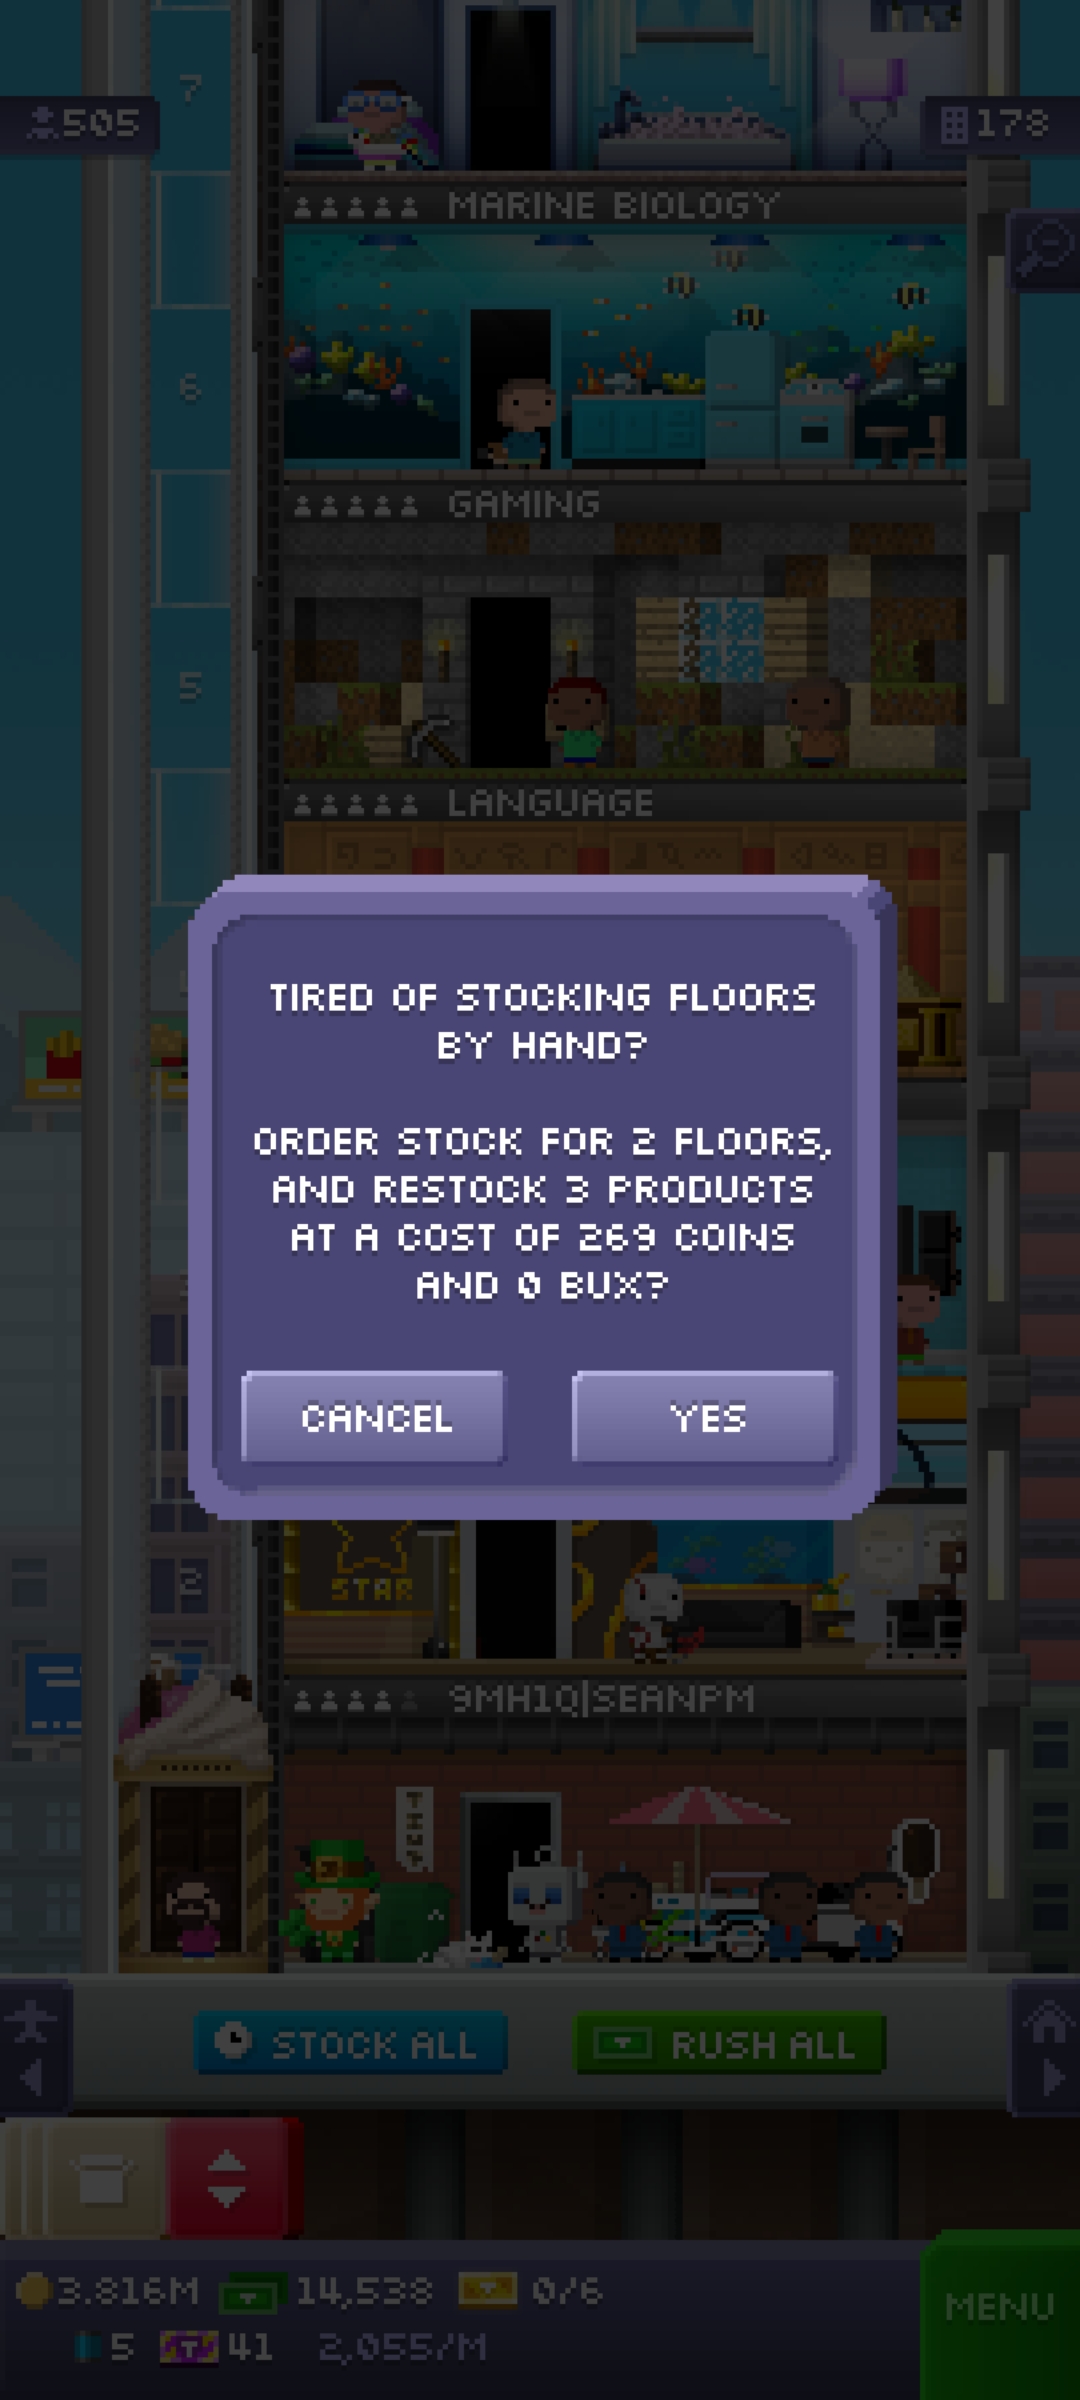 7
505
178
MARINE BIOLOGY
6
GAMING
5
LANGUAGE
TIRED OF STOCKING FLOORS
BY HAND?
ORDER STOCK FOR 2 FLOORS,
AND RESTOCK 3 PRODUCTS
AT A COST OF 269 COINS
AND 0 BUX?
CANCEL
YES
2
STAR
9MH1Q|SEANPM
STOCK ALL
RUSH ALL
3.816M
14,538
0/6
MENU
5
41
2,055/M